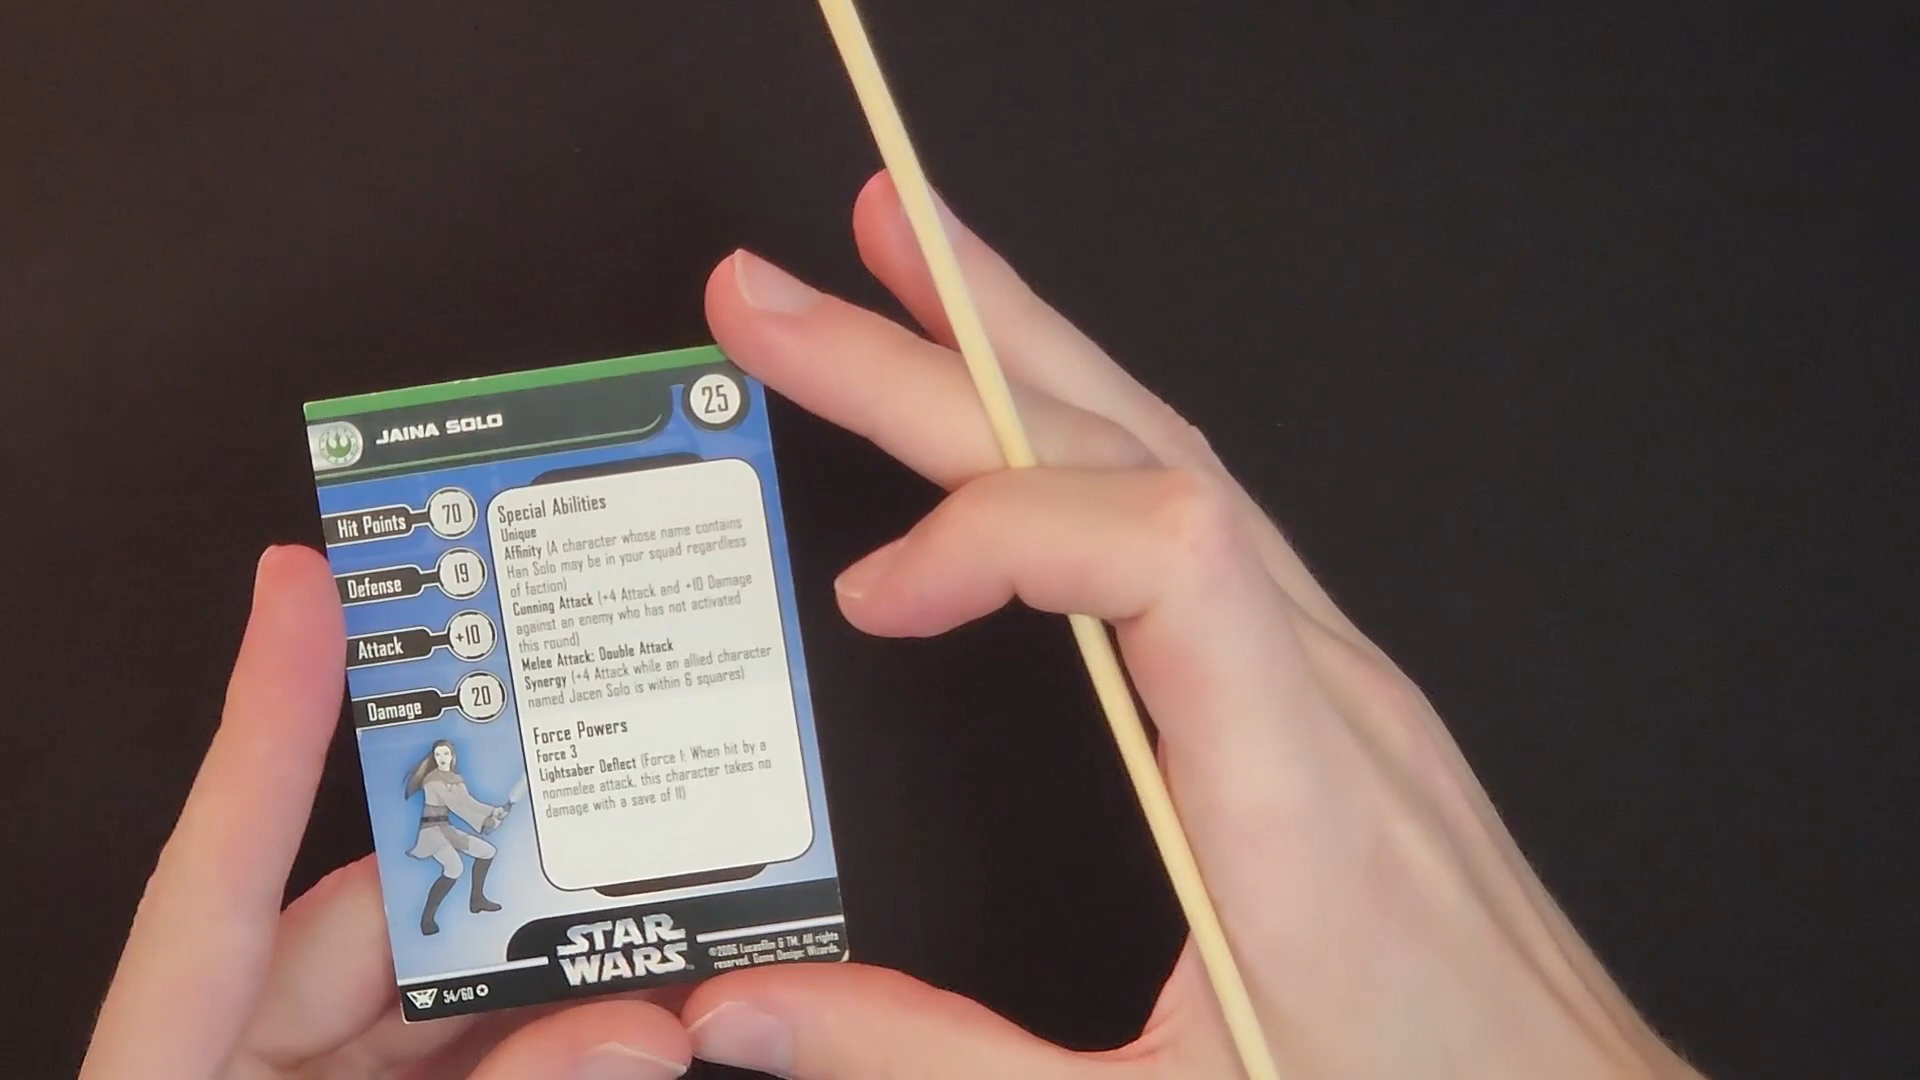 JAINA SOLO
25
Hit Points 70
Defense 19
Attack +10
Damage 20
Special Abilities
Unique
Affinity (A character whose name contains
Han Solo may be in your squad regardless
of faction)
Cunning Attack (+4 Attack and +10 Damage
against an enemy who has not activated
this round)
Melee Attack; Double Attack
Synergy (+4 Attack while an allied character
named Jacen Solo is within 6 squares)
Force Powers
Force 3
Lightsaber Deflect (Force 1: When hit by a
nonmelee attack, this character takes no
damage with a save of 11)
STAR
WARS
©2006 Lucasfilm & TM. All rights
reserved. Game Design: Wizards.
54/60